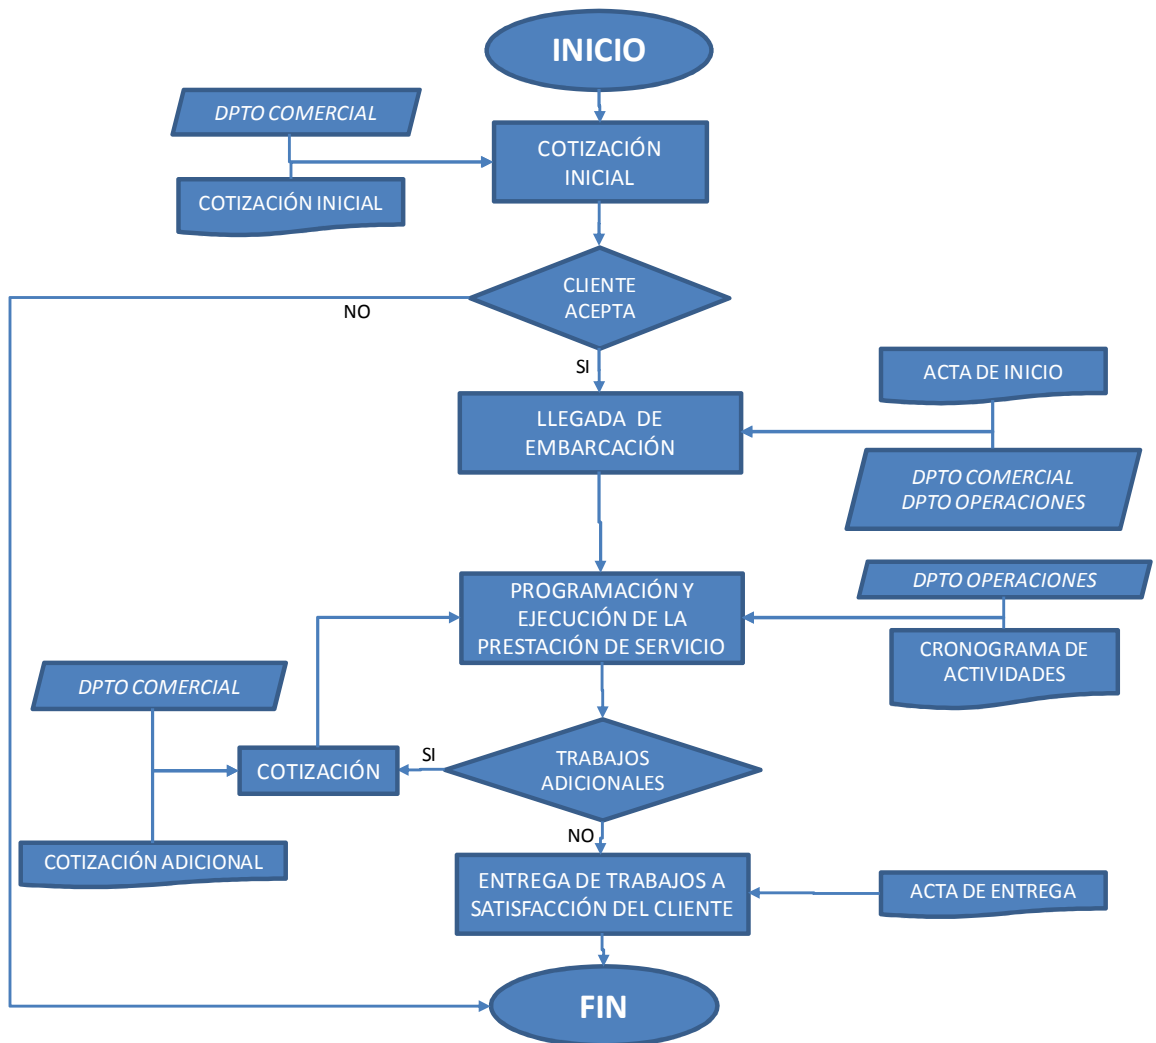 INICIO
DPTO COMERCIAL
COTIZACIÓN
INICIAL
COTIZACIÓN INICIAL
CLIENTE
ACEPTA
NO
SI
ACTA DE INICIO
LLEGADA DE
EMBARCACIÓN
DPTO COMERCIAL
DPTO OPERACIONES
DPTO OPERACIONES
PROGRAMACIÓN Y
EJECUCIÓN DE LA
PRESTACIÓN DE SERVICIO
CRONOGRAMA DE
ACTIVIDADES
DPTO COMERCIAL
SI
COTIZACIÓN
TRABAJOS
ADICIONALES
NO
COTIZACIÓN ADICIONAL
ENTREGA DE TRABAJOS A
SATISFACCIÓN DEL CLIENTE
ACTA DE ENTREGA
FIN